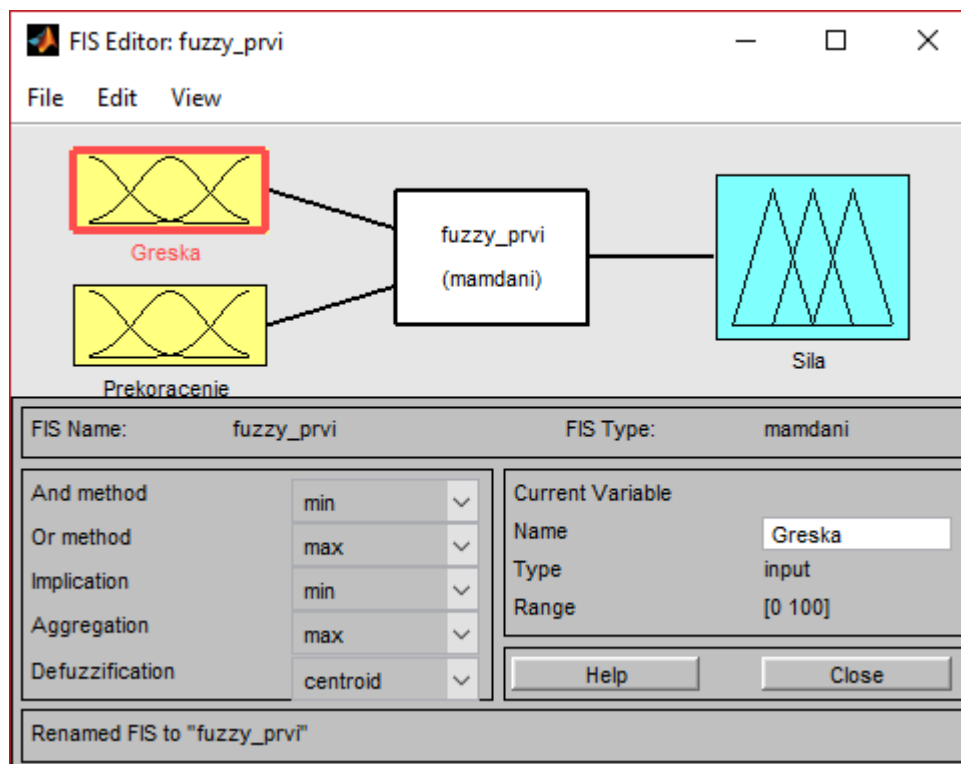 FIS Editor: fuzzy_prvi
File Edit View
Greska
Prekoracenie
fuzzy_prvi
(mamdani)
Sila
FIS Name: fuzzy_prvi FIS Type: mamdani
And method min
Or method max
Implication min
Aggregation max
Defuzzification centroid
Current Variable
Name Greska
Type input
Range [0 100]
Help Close
Renamed FIS to "fuzzy_prvi"